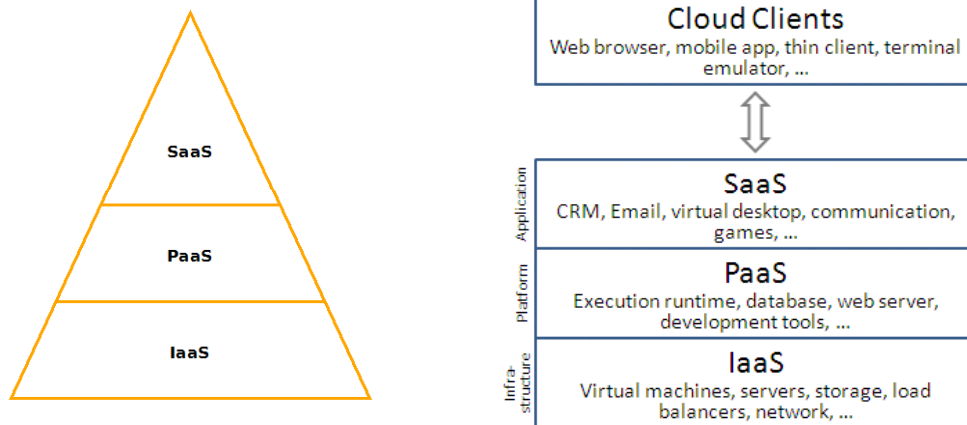 SaaS
PaaS
IaaS
Cloud Clients
Web browser, mobile app, thin client, terminal
emulator, ...
Application
SaaS
CRM, Email, virtual desktop, communication,
games, ...
Platform
PaaS
Execution runtime, database, web server,
development tools, ...
Infra-
structure
IaaS
Virtual machines, servers, storage, load
balancers, network, ...